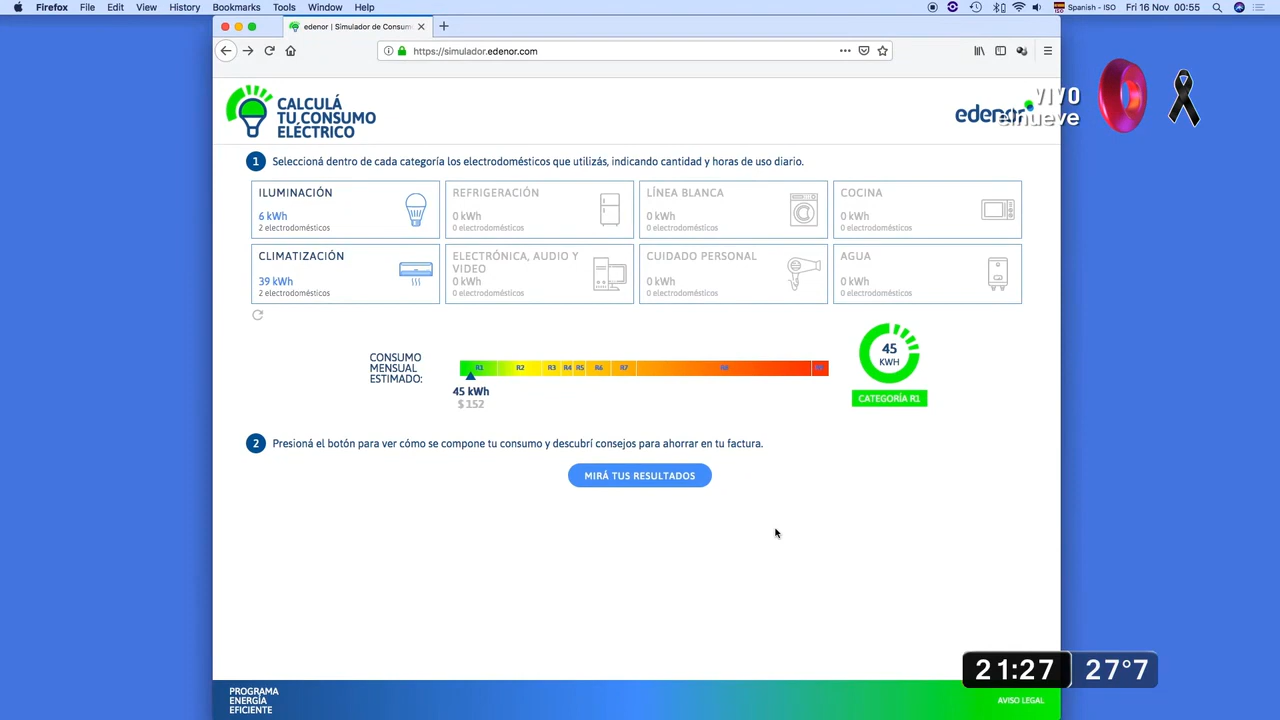 Firefox File Edit View History Bookmarks Tools Window Help
Spanish - ISO Fri 16 Nov 00:55
edenor | Simulador de Consum
https://simulador.edenor.com
CALCULÁ
TU CONSUMO
ELÉCTRICO
edenor
VIVO
elnueve
1 Seleccioná dentro de cada categoría los electrodomésticos que utilizás, indicando cantidad y horas de uso diario.
ILUMINACIÓN
6 kWh
2 electrodomésticos
REFRIGERACIÓN
0 kWh
0 electrodomésticos
LÍNEA BLANCA
0 kWh
0 electrodomésticos
COCINA
0 kWh
0 electrodomésticos
CLIMATIZACIÓN
39 kWh
2 electrodomésticos
ELECTRÓNICA, AUDIO Y
VIDEO
0 kWh
0 electrodomésticos
CUIDADO PERSONAL
0 kWh
0 electrodomésticos
AGUA
0 kWh
0 electrodomésticos
CONSUMO
MENSUAL
ESTIMADO:
R1 R2 R3 R4 R5 R6 R7 R8 R9
45 kWh
$ 152
45
KWH
CATEGORÍA R1
2 Presioná el botón para ver cómo se compone tu consumo y descubrí consejos para ahorrar en tu factura.
MIRÁ TUS RESULTADOS
21:27 27°7
PROGRAMA
ENERGÍA
EFICIENTE
AVISO LEGAL